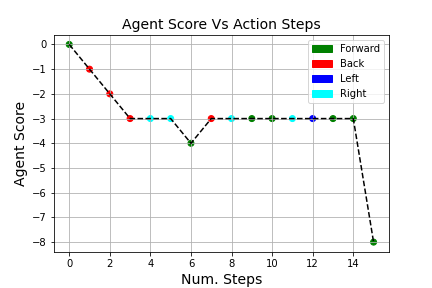 Agent Score Vs Action Steps
0
−1
−2
−3
−4
−5
−6
−7
−8
Agent Score
Forward
Back
Left
Right
0 2 4 6 8 10 12 14
Num. Steps